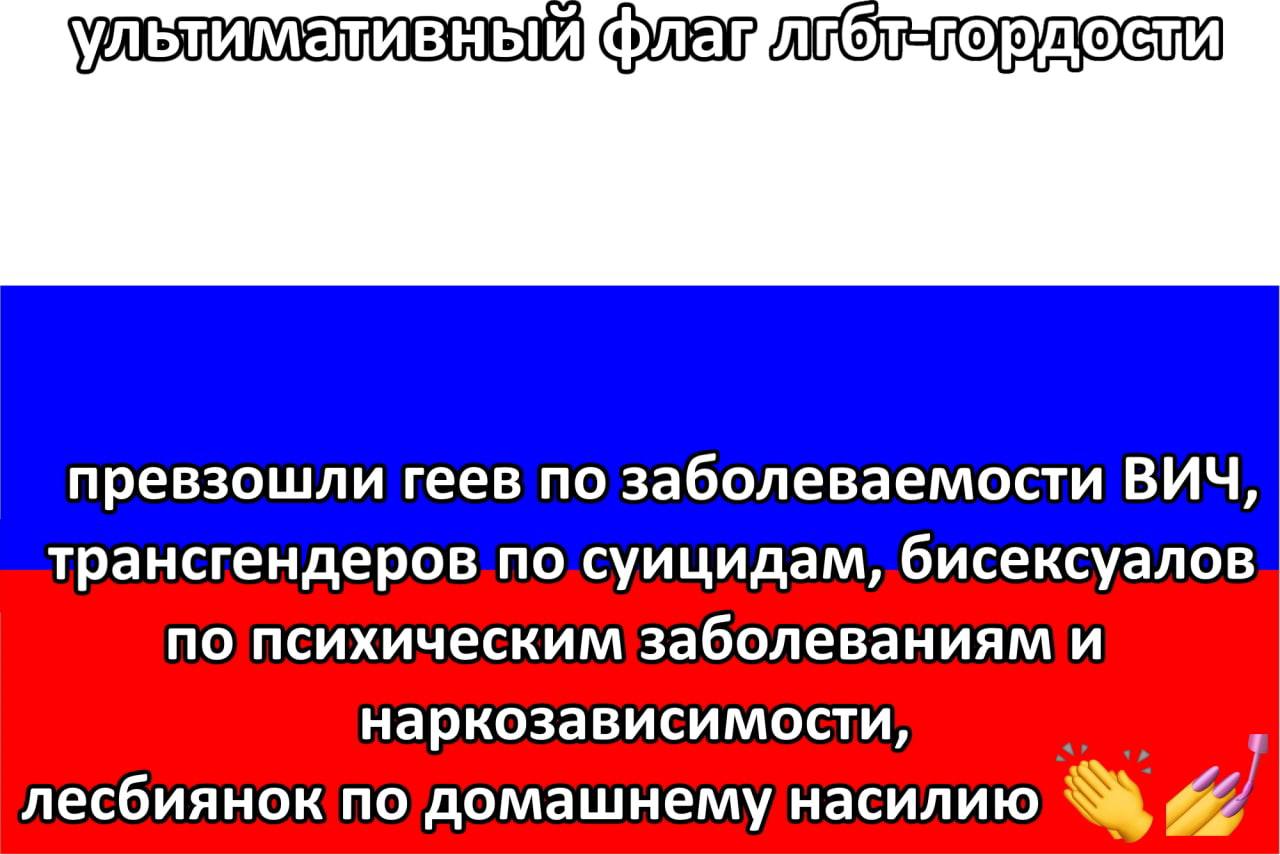 ультимативный флаг лгбт-гордости
превзошли геев по заболеваемости ВИЧ,
трансгендеров по суицидам, бисексуалов
по психическим заболеваниям и
наркозависимости,
лесбиянок по домашнему насилию 👏💅